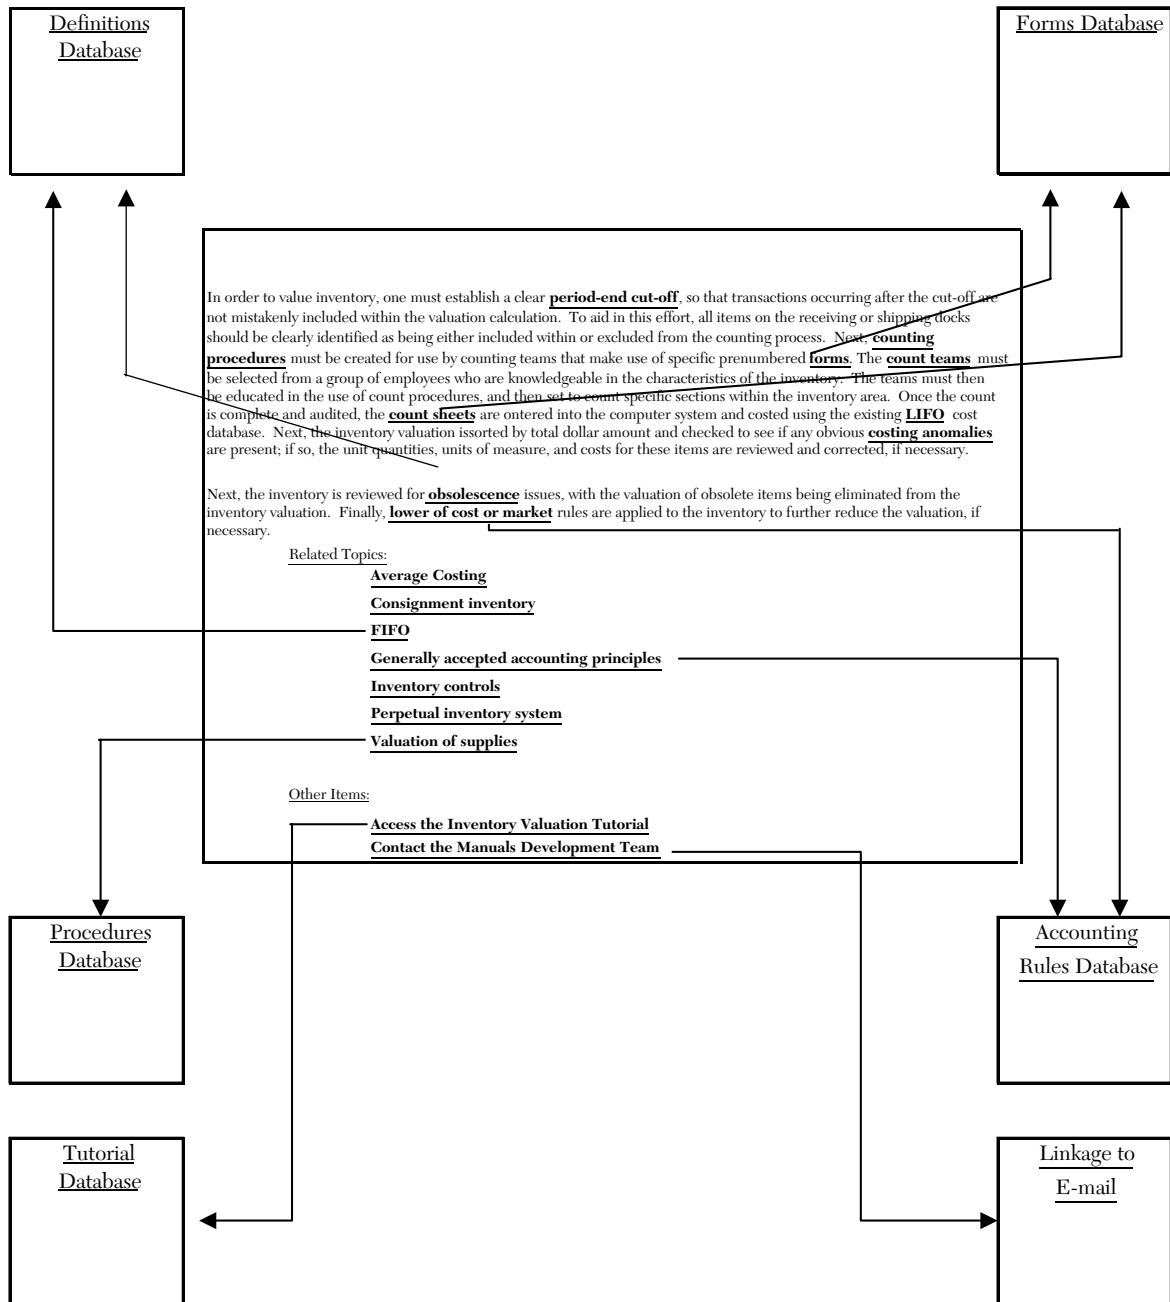 Definitions
Database
Forms Database
In order to value inventory, one must establish a clear period-end cut-off, so that transactions occurring after the cut-off are
not mistakenly included within the valuation calculation. To aid in this effort, all items on the receiving or shipping docks
should be clearly identified as being either included within or excluded from the counting process. Next, counting
procedures must be created for use by counting teams that make use of specific prenumbered forms. The count teams must
be selected from a group of employees who are knowledgeable in the characteristics of the inventory. The teams must then
be educated in the use of count procedures, and then set to count specific sections within the inventory area. Once the count
is complete and audited, the count sheets are ontered into the computer system and costed using the existing LIFO cost
database. Next, the inventory valuation issorted by total dollar amount and checked to see if any obvious costing anomalies
are present; if so, the unit quantities, units of measure, and costs for these items are reviewed and corrected, if necessary.
Next, the inventory is reviewed for obsolescence issues, with the valuation of obsolete items being eliminated from the
inventory valuation. Finally, lower of cost or market rules are applied to the inventory to further reduce the valuation, if
necessary.
Related Topics:
Average Costing
Consignment inventory
FIFO
Generally accepted accounting principles
Inventory controls
Perpetual inventory system
Valuation of supplies
Other Items:
Access the Inventory Valuation Tutorial
Contact the Manuals Development Team
Procedures
Database
Accounting
Rules Database
Tutorial
Database
Linkage to
E-mail